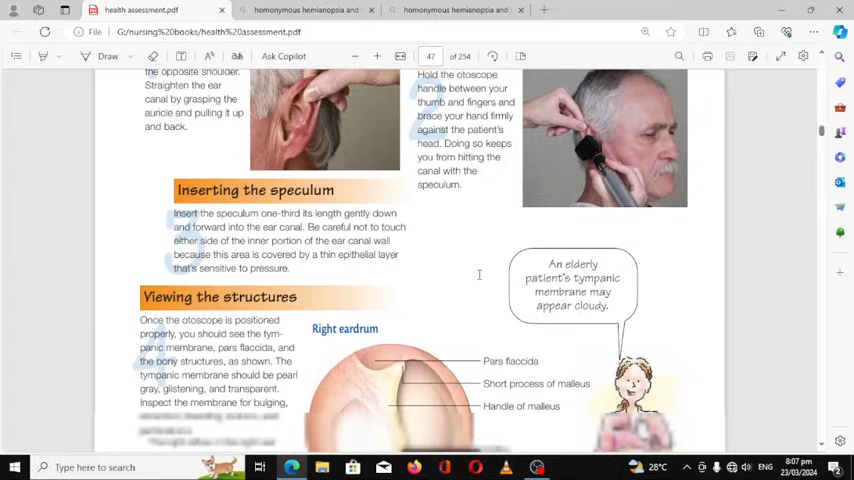 health assessment.pdf
homonymous hemianopsia and
homonymous hemianopsia and
File
G:/nursing%20books/health%20assessment.pdf
Draw
Ask Copilot
47
of 254
the opposite shoulder.
Straighten the ear
canal by grasping the
auricle and pulling it up
and back.
2
Hold the otoscope
handle between your
thumb and fingers and
brace your hand firmly
against the patient's
head. Doing so keeps
you from hitting the
canal with the
speculum.
Inserting the speculum
3
Insert the speculum one-third its length gently down
and forward into the ear canal. Be careful not to touch
either side of the inner portion of the ear canal wall
because this area is covered by a thin epithelial layer
that's sensitive to pressure.
An elderly
patient's tympanic
membrane may
appear cloudy.
Viewing the structures
4
Once the otoscope is positioned
properly, you should see the tym-
panic membrane, pars flaccida, and
the bony structures, as shown. The
tympanic membrane should be pearl
gray, glistening, and transparent.
Inspect the membrane for bulging,
Right eardrum
Pars flaccida
Short process of malleus
Handle of malleus
Type here to search
28°C
ENG
8:07 pm
23/03/2024
2